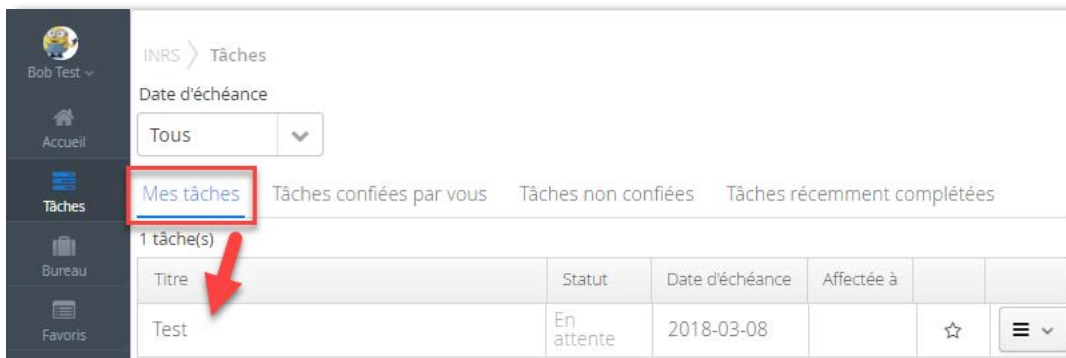 Bob Test
Accueil
Tâches
Bureau
Favoris
INRS Tâches
Date d'échéance
Tous
Mes tâches Tâches confiées par vous Tâches non confiées Tâches récemment complétées
1 tâche(s)
Titre Statut Date d'échéance Affectée à
Test En attente 2018-03-08